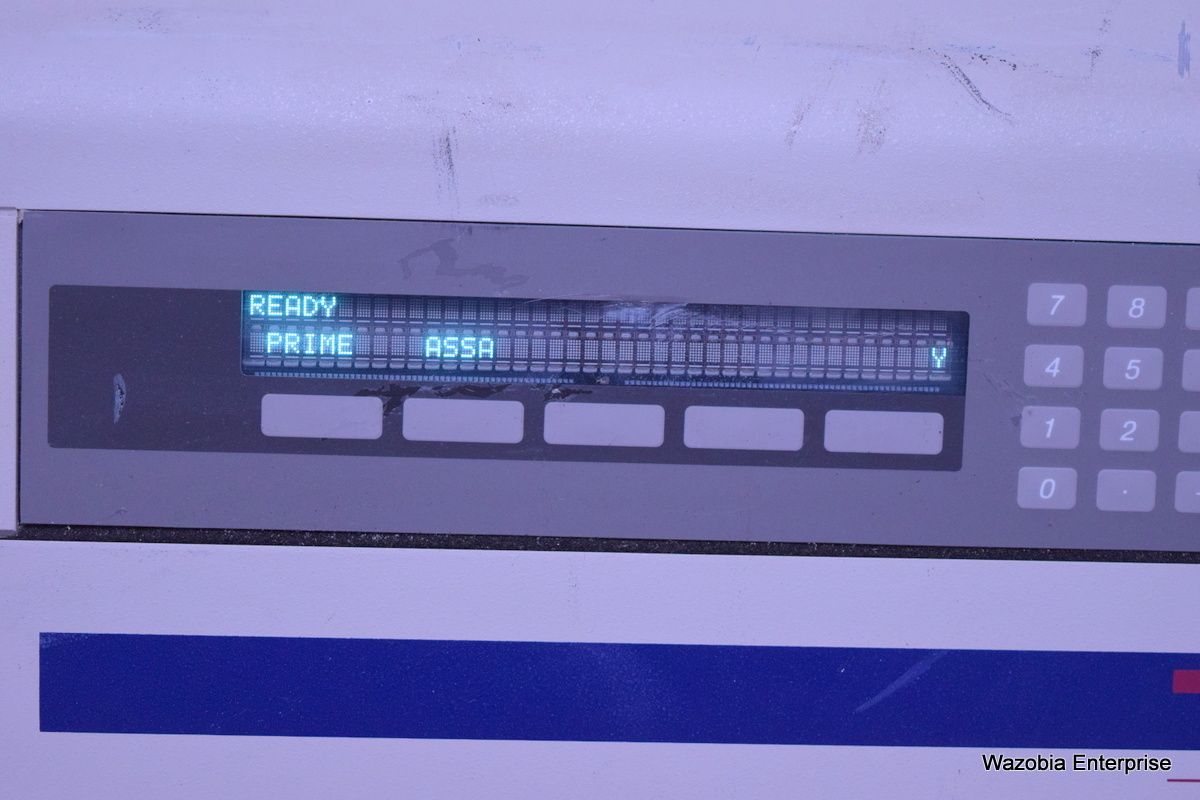 READY
PRIME ASSA Y
7 8
4 5
1 2
0 .
Wazobia Enterprise